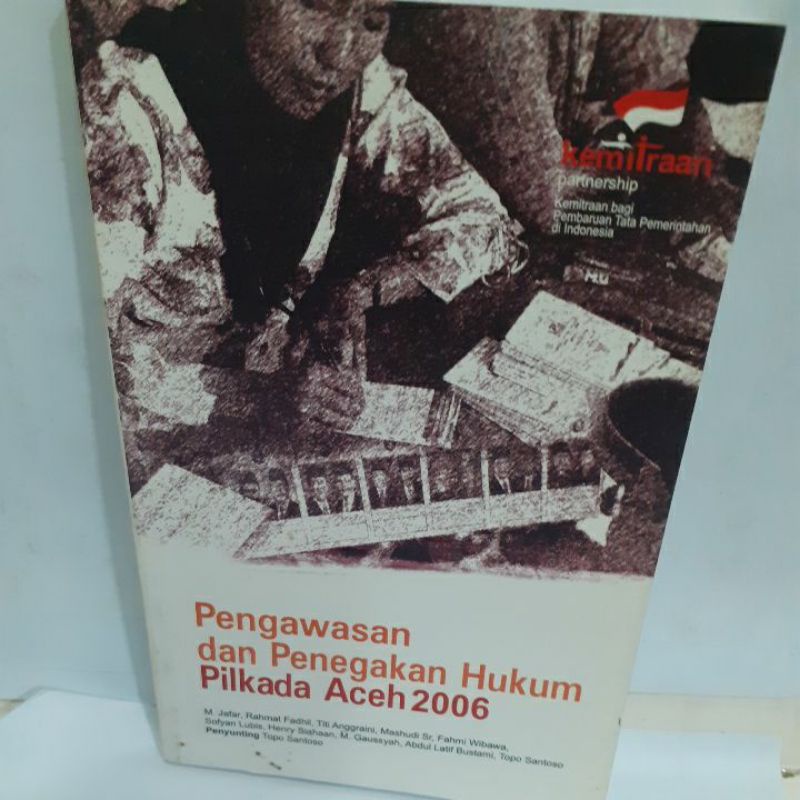 kemitraan
partnership
Kemitraan bagi
Pembaruan Tata Pemerintahan
di Indonesia
Pengawasan
dan Penegakan Hukum
Pilkada Aceh 2006
M. Jafar, Rahmat Fadhil, Titi Anggraini, Mashudi Sr, Fahmi Wibawa,
Sofyan Lubis, Henry Siahaan, M. Gaussyah, Abdul Latif Bustami, Topo Santoso
Penyunting Topo Santoso